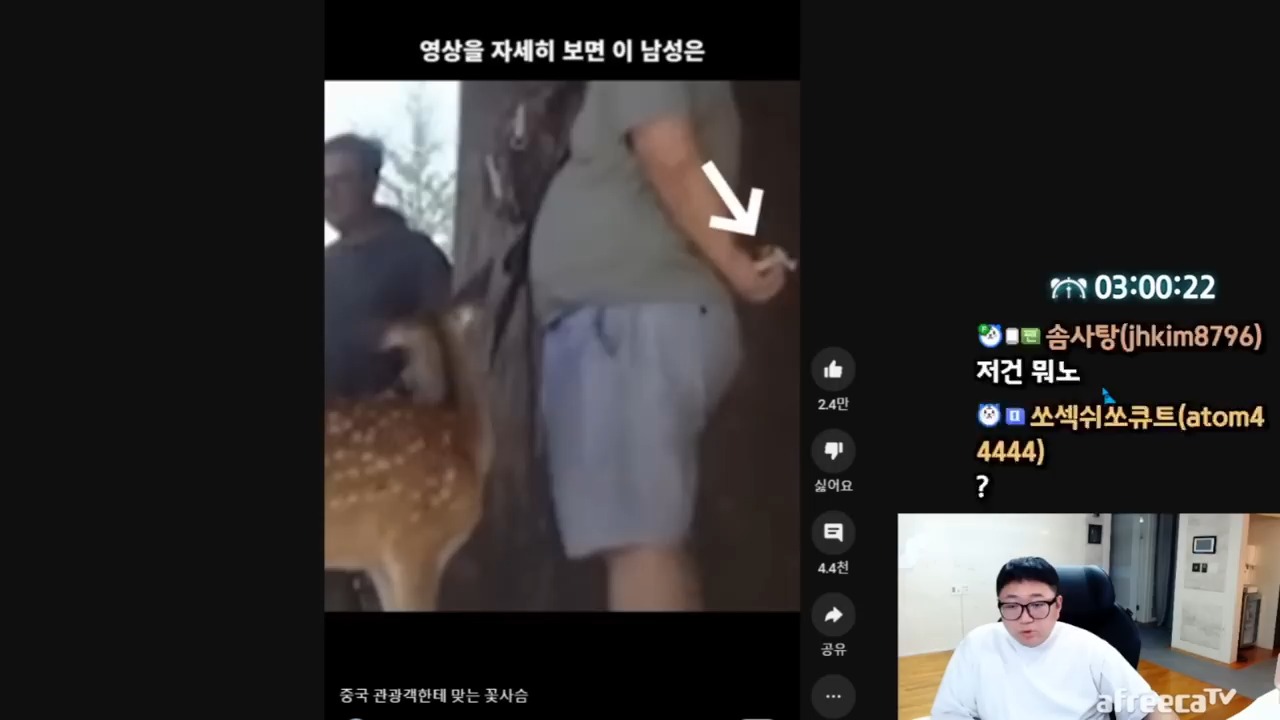 영상을 자세히 보면 이 남성은
2.4만
싫어요
4.4천
공유
중국 관광객한테 맞는 꽃사슴
03:00:22
솜사탕(jhkim8796)
저건 뭐노
쏘섹쉬쏘큐트(atom4
4444)
?
afreecaTV